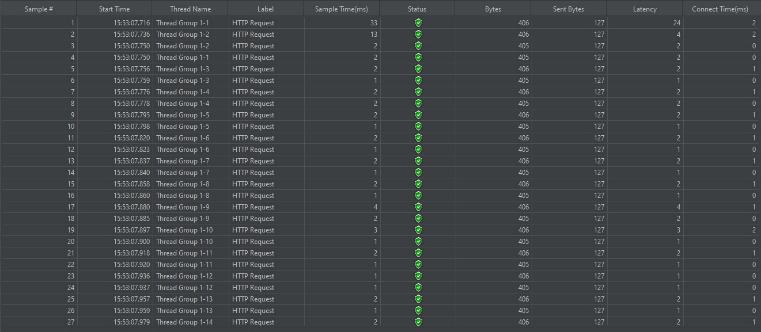 Sample # Start Time Thread Name Label Sample Time(ms) Status Bytes Sent Bytes Latency Connect Time(ms)
1 15:53:07.716 Thread Group 1-1 HTTP Request 33 406 127 24 2
2 15:53:07.736 Thread Group 1-2 HTTP Request 13 406 127 4 2
3 15:53:07.750 Thread Group 1-2 HTTP Request 2 405 127 2 0
4 15:53:07.750 Thread Group 1-1 HTTP Request 2 405 127 2 0
5 15:53:07.756 Thread Group 1-3 HTTP Request 2 406 127 2 1
6 15:53:07.759 Thread Group 1-3 HTTP Request 1 405 127 1 0
7 15:53:07.776 Thread Group 1-4 HTTP Request 2 406 127 2 1
8 15:53:07.778 Thread Group 1-4 HTTP Request 2 405 127 2 0
9 15:53:07.795 Thread Group 1-5 HTTP Request 2 406 127 2 1
10 15:53:07.798 Thread Group 1-5 HTTP Request 1 405 127 1 0
11 15:53:07.820 Thread Group 1-6 HTTP Request 2 406 127 2 1
12 15:53:07.823 Thread Group 1-6 HTTP Request 1 405 127 1 0
13 15:53:07.837 Thread Group 1-7 HTTP Request 2 406 127 2 1
14 15:53:07.840 Thread Group 1-7 HTTP Request 1 405 127 1 0
15 15:53:07.858 Thread Group 1-8 HTTP Request 2 406 127 2 1
16 15:53:07.860 Thread Group 1-8 HTTP Request 1 405 127 1 0
17 15:53:07.880 Thread Group 1-9 HTTP Request 4 406 127 4 1
18 15:53:07.885 Thread Group 1-9 HTTP Request 2 405 127 2 0
19 15:53:07.897 Thread Group 1-10 HTTP Request 3 406 127 3 2
20 15:53:07.900 Thread Group 1-10 HTTP Request 1 405 127 1 0
21 15:53:07.918 Thread Group 1-11 HTTP Request 2 406 127 2 1
22 15:53:07.920 Thread Group 1-11 HTTP Request 1 405 127 1 0
23 15:53:07.936 Thread Group 1-12 HTTP Request 1 406 127 1 0
24 15:53:07.937 Thread Group 1-12 HTTP Request 1 405 127 1 0
25 15:53:07.957 Thread Group 1-13 HTTP Request 2 406 127 2 1
26 15:53:07.959 Thread Group 1-13 HTTP Request 1 405 127 1 0
27 15:53:07.979 Thread Group 1-14 HTTP Request 2 406 127 2 1